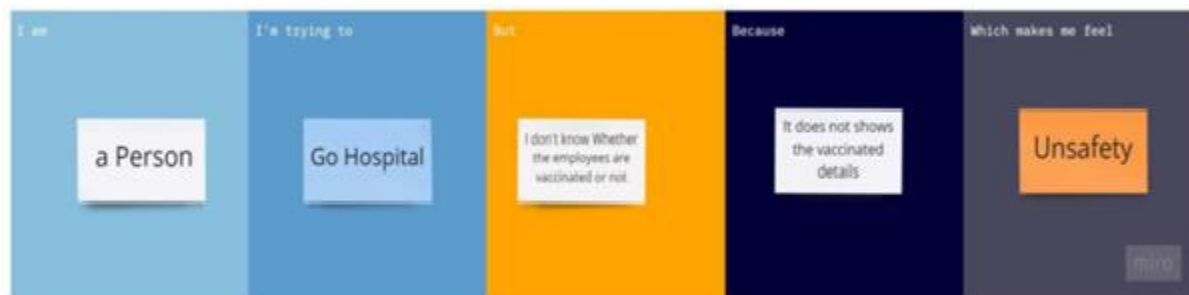 I am
a Person
I'm trying to
Go Hospital
But
I don't know Whether
the employees are
vaccinated or not
Because
It does not shows
the vaccinated
details
Which makes me feel
Unsafety
miro